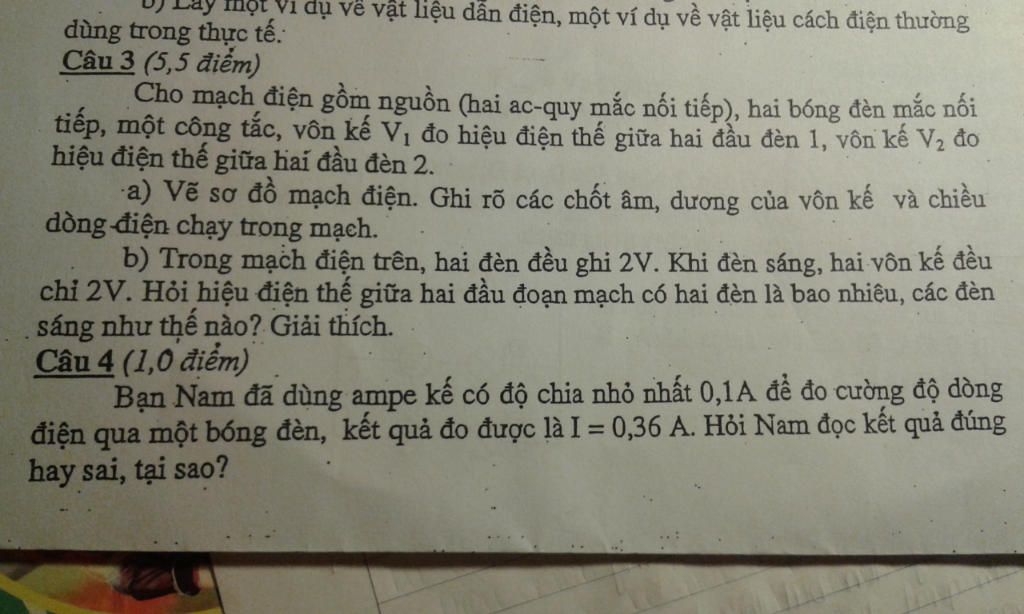 b) Lấy một ví dụ về vật liệu dẫn điện, một ví dụ về vật liệu cách điện thường
dùng trong thực tế.
Câu 3 (5,5 điểm)
Cho mạch điện gồm nguồn (hai ac-quy mắc nối tiếp), hai bóng đèn mắc nối
tiếp, một công tắc, vôn kế V₁ đo hiệu điện thế giữa hai đầu đèn 1, vôn kế V₂ đo
hiệu điện thế giữa hai đầu đèn 2.
a) Vẽ sơ đồ mạch điện. Ghi rõ các chốt âm, dương của vôn kế và chiều
dòng điện chạy trong mạch.
b) Trong mạch điện trên, hai đèn đều ghi 2V. Khi đèn sáng, hai vôn kế đều
chỉ 2V. Hỏi hiệu điện thế giữa hai đầu đoạn mạch có hai đèn là bao nhiêu, các đèn
sáng như thế nào? Giải thích.
Câu 4 (1,0 điểm)
Bạn Nam đã dùng ampe kế có độ chia nhỏ nhất 0,1A để đo cường độ dòng
điện qua một bóng đèn, kết quả đo được là I = 0,36 A. Hỏi Nam đọc kết quả đúng
hay sai, tại sao?